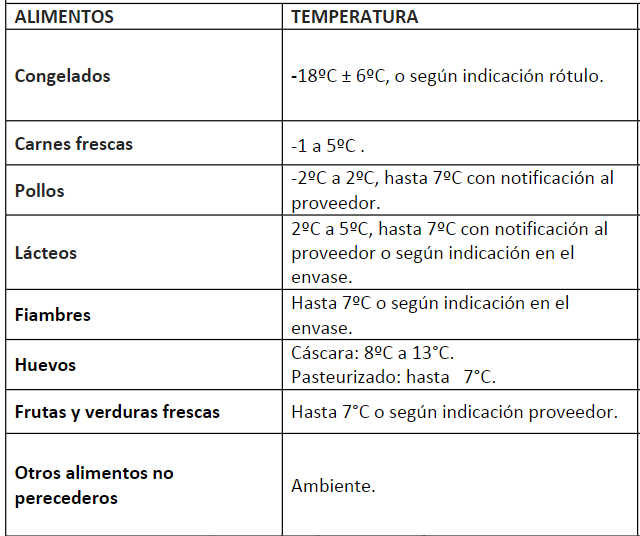 ALIMENTOS TEMPERATURA
Congelados -18ºC ± 6ºC, o según indicación rótulo.
Carnes frescas -1 a 5ºC .
Pollos
-2ºC a 2ºC, hasta 7ºC con notificación al
proveedor.
Lácteos
2ºC a 5ºC, hasta 7ºC con notificación al
proveedor o según indicación en el
envase.
Fiambres
Hasta 7ºC o según indicación en el
envase.
Huevos
Cáscara: 8ºC a 13°C.
Pasteurizado: hasta   7°C.
Frutas y verduras frescas Hasta 7°C o según indicación proveedor.
Otros alimentos no
perecederos
Ambiente.